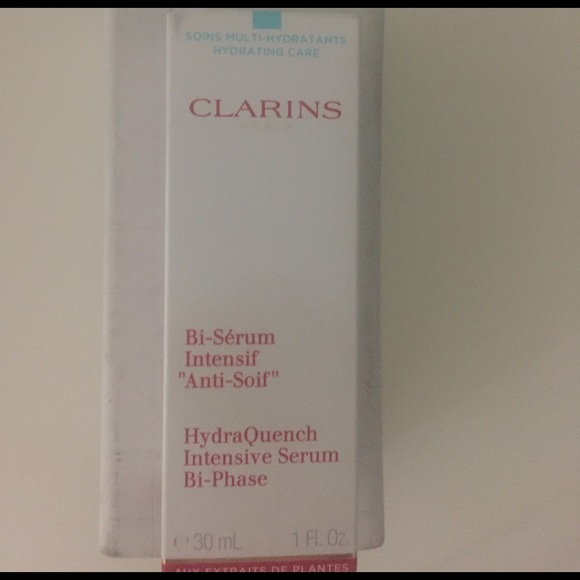 SOINS MULTI-HYDRATANTS
HYDRATING CARE
CLARINS
PARIS
Bi-Sérum
Intensif
"Anti-Soif"
HydraQuench
Intensive Serum
Bi-Phase
℮ 30 mL 1 Fl. Oz.
AUX EXTRAITS DE PLANTES